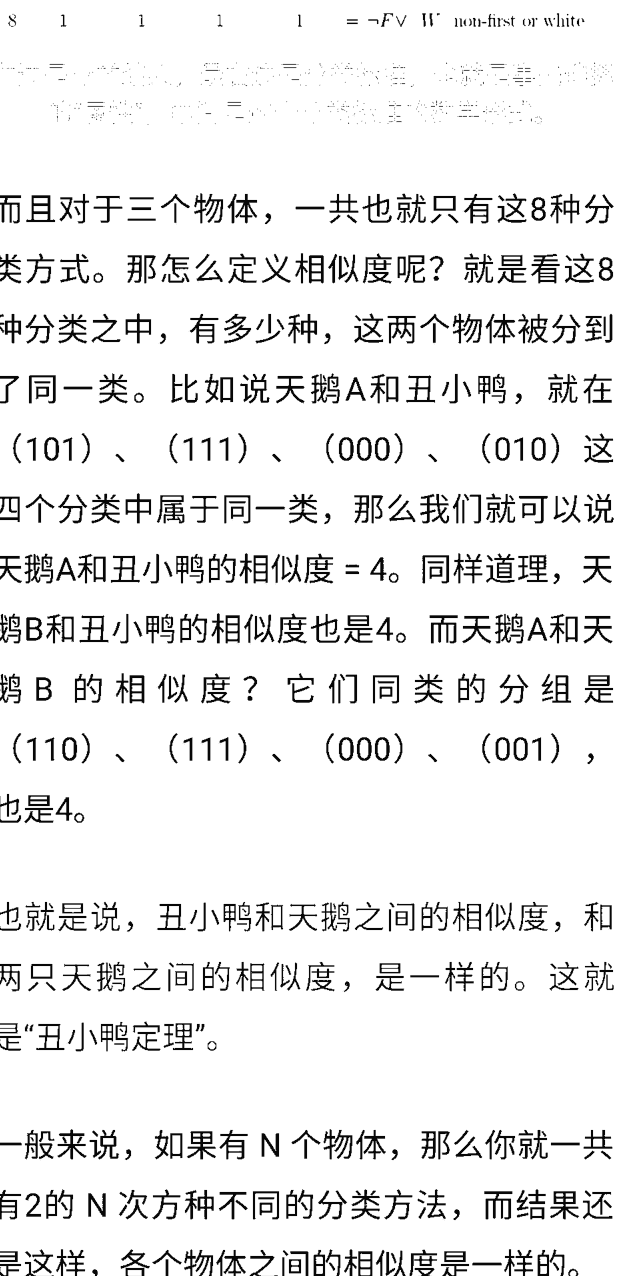 8 1 1 1 1 = ¬F∨ W non-first or white
而且对于三个物体，一共也就只有这8种分
类方式。那怎么定义相似度呢？就是看这8
种分类之中，有多少种，这两个物体被分到
了同一类。比如说天鹅A和丑小鸭，就在
（101）、（111）、（000）、（010）这
四个分类中属于同一类，那么我们就可以说
天鹅A和丑小鸭的相似度 = 4。同样道理，天
鹅B和丑小鸭的相似度也是4。而天鹅A和天
鹅 B 的相似度？它们同类的分组是
（110）、（111）、（000）、（001），
也是4。
也就是说，丑小鸭和天鹅之间的相似度，和
两只天鹅之间的相似度，是一样的。这就
是“丑小鸭定理”。
一般来说，如果有 N 个物体，那么你就一共
有2的 N 次方种不同的分类方法，而结果还
是这样，各个物体之间的相似度是一样的。